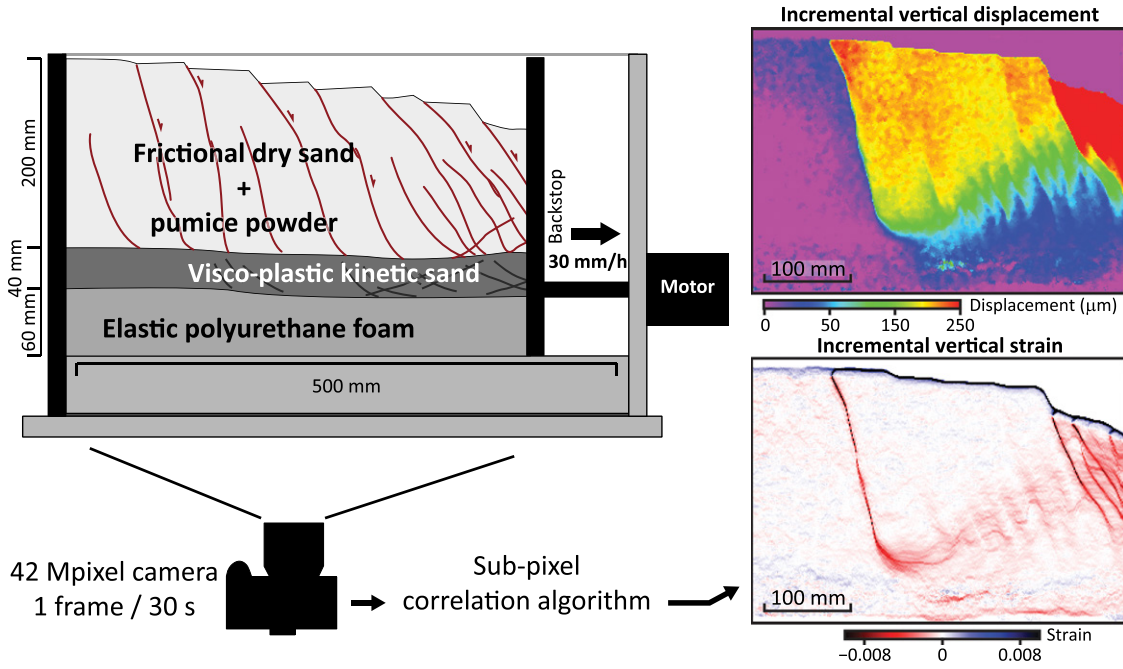 200 mm
40 mm
60 mm
Frictional dry sand
+
pumice powder
Visco-plastic kinetic sand
Elastic polyurethane foam
500 mm
Backstop
30 mm/h
Motor
42 Mpixel camera
1 frame / 30 s
Sub-pixel
correlation algorithm
Incremental vertical displacement
100 mm
Displacement (μm)
0 50 150 250
Incremental vertical strain
100 mm
Strain
−0.008 0 0.008